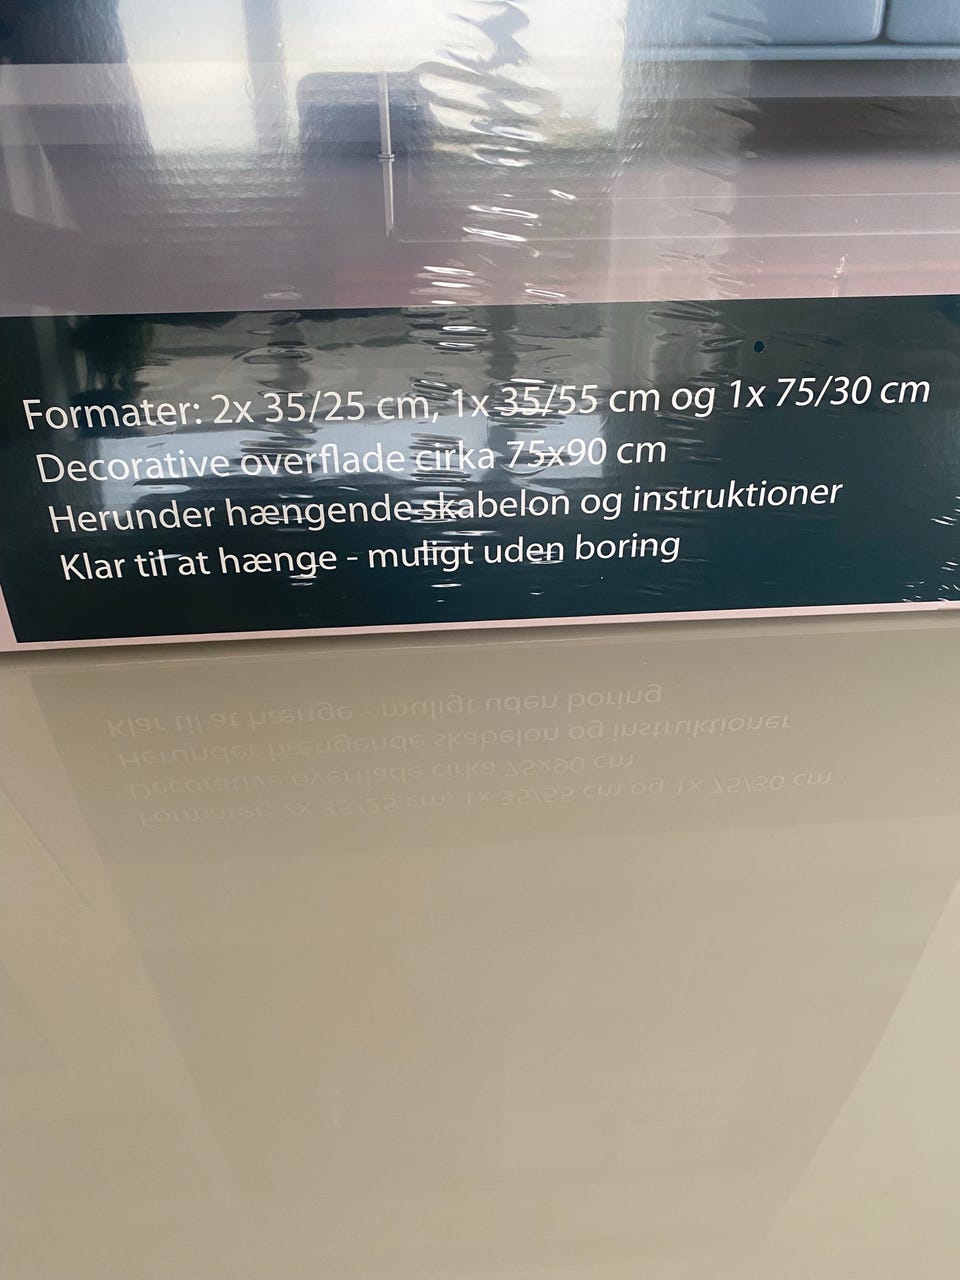 Formater: 2x 35/25 cm, 1x 35/55 cm og 1x 75/30 cm
Decorative overflade cirka 75x90 cm
Herunder hængende skabelon og instruktioner
Klar til at hænge - muligt uden boring